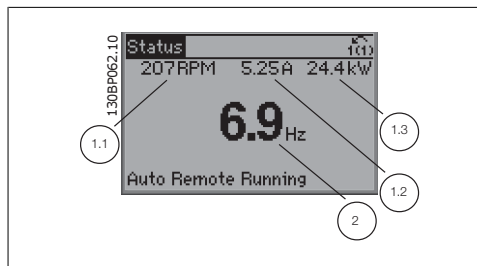 130BP062.10
Status
1(1)
207RPM 5.25A 24.4kW
1.1
6.9Hz
1.3
1.2
Auto Remote Running
2